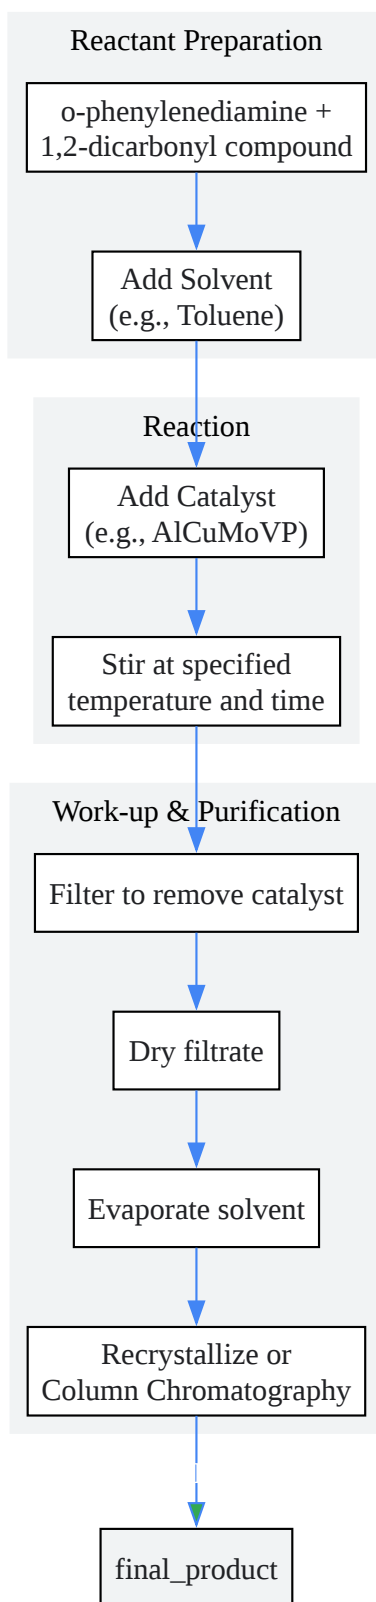 Reactant Preparation
o-phenylenediamine +
1,2-dicarbonyl compound
Add Solvent
(e.g., Toluene)
Reaction
Add Catalyst
(e.g., AlCuMoVP)
Stir at specified
temperature and time
Work-up & Purification
Filter to remove catalyst
Dry filtrate
Evaporate solvent
Recrystallize or
Column Chromatography
final_product